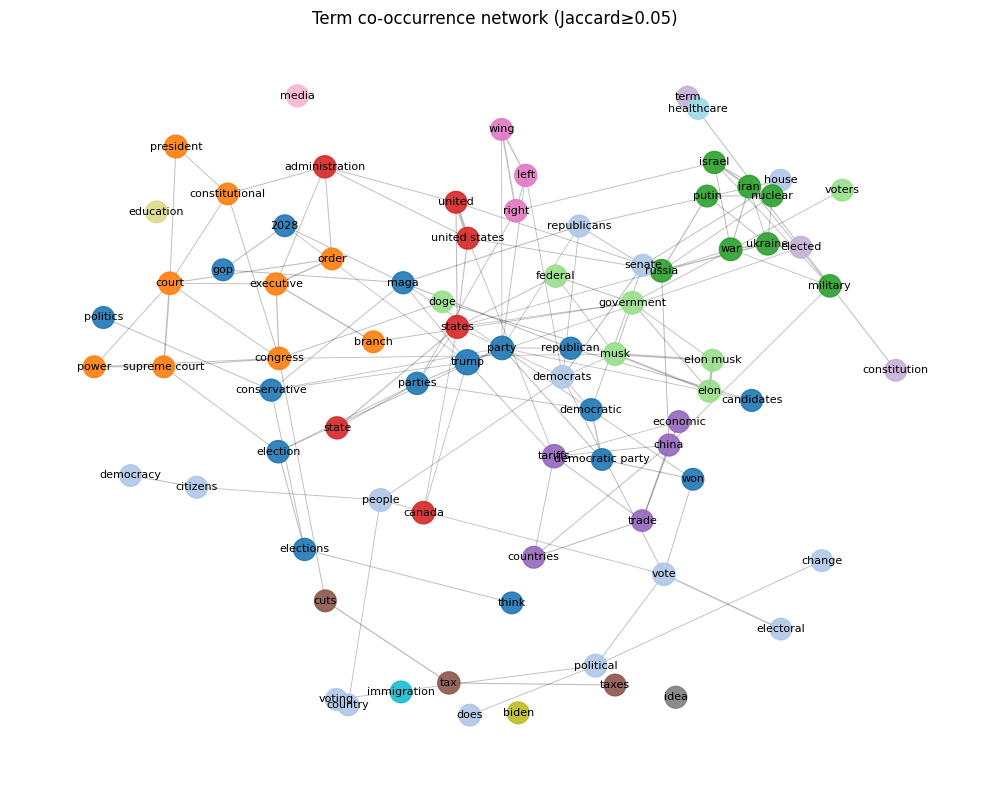 Term co-occurrence network (Jaccard≥0.05)
media
term
healthcare
wing
president
israel
administration
left
house
iran
voters
constitutional
putin
nuclear
united
education
right
2028
republicans
united states
ukraine
elected
war
order
senate
gop
russia
federal
court
executive
maga
military
doge
government
politics
states
branch
party
republican
musk
congress
elon musk
trump
power
supreme court
constitution
democrats
parties
conservative
elon
candidates
democratic
economic
state
china
election
tariffs
democratic party
democracy
won
citizens
people
canada
trade
elections
countries
change
vote
cuts
think
electoral
political
tax
taxes
immigration
voting
idea
country
biden
does